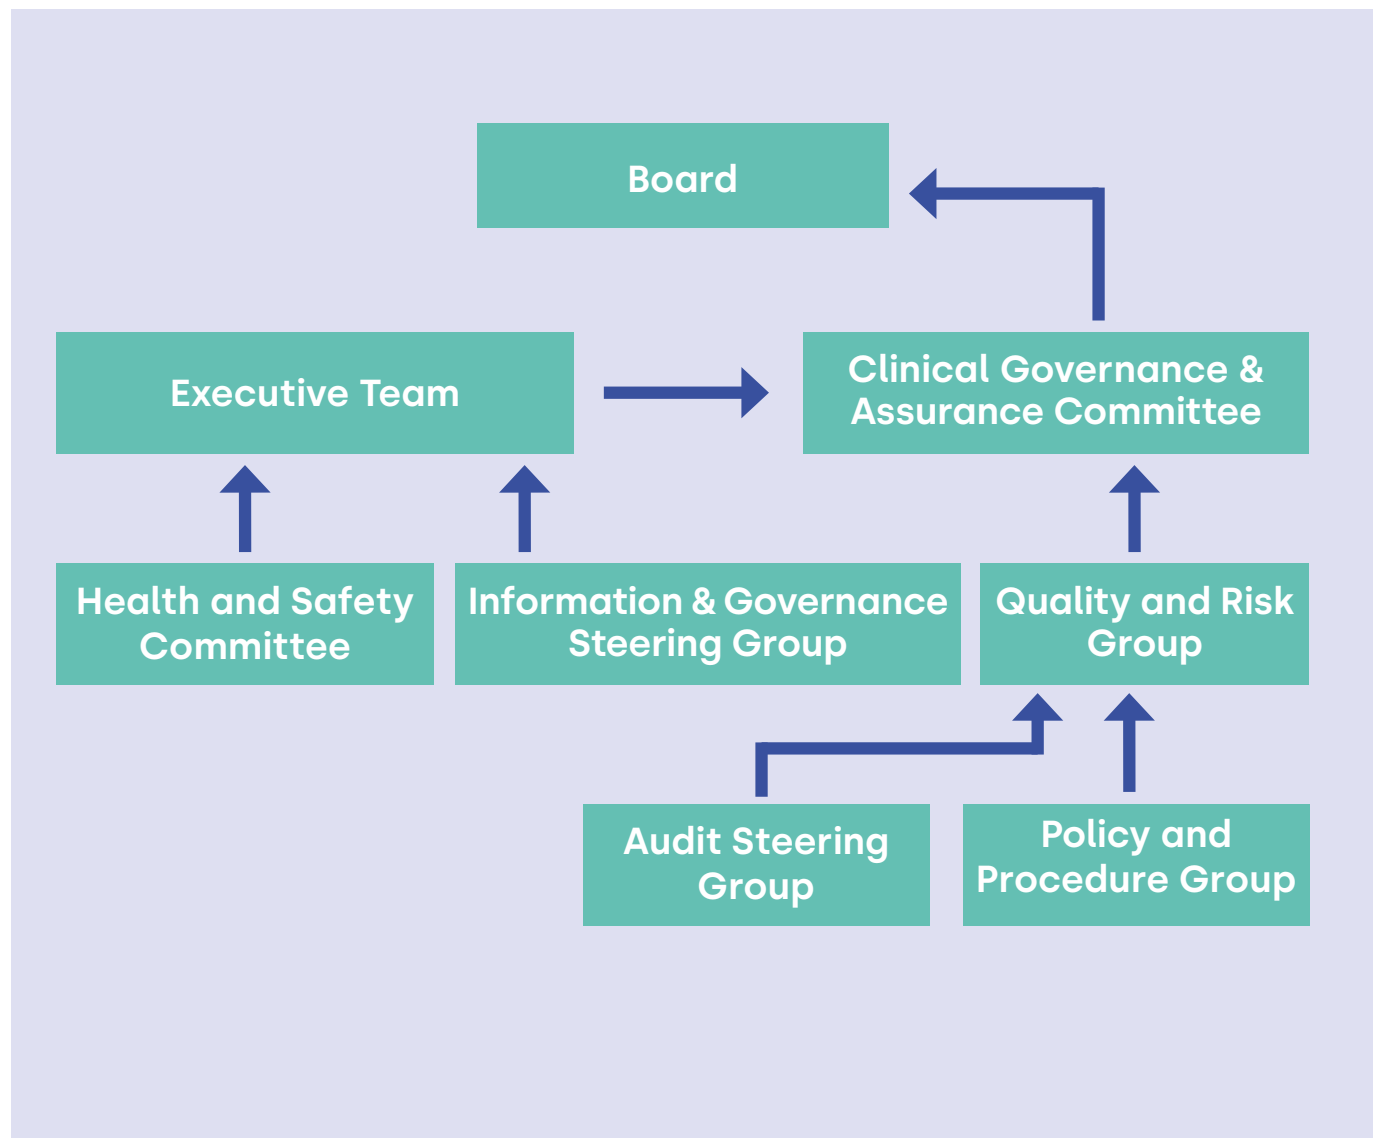 Board
Executive Team
Clinical Governance &
Assurance Committee
Health and Safety
Committee
Information & Governance
Steering Group
Quality and Risk
Group
Audit Steering
Group
Policy and
Procedure Group